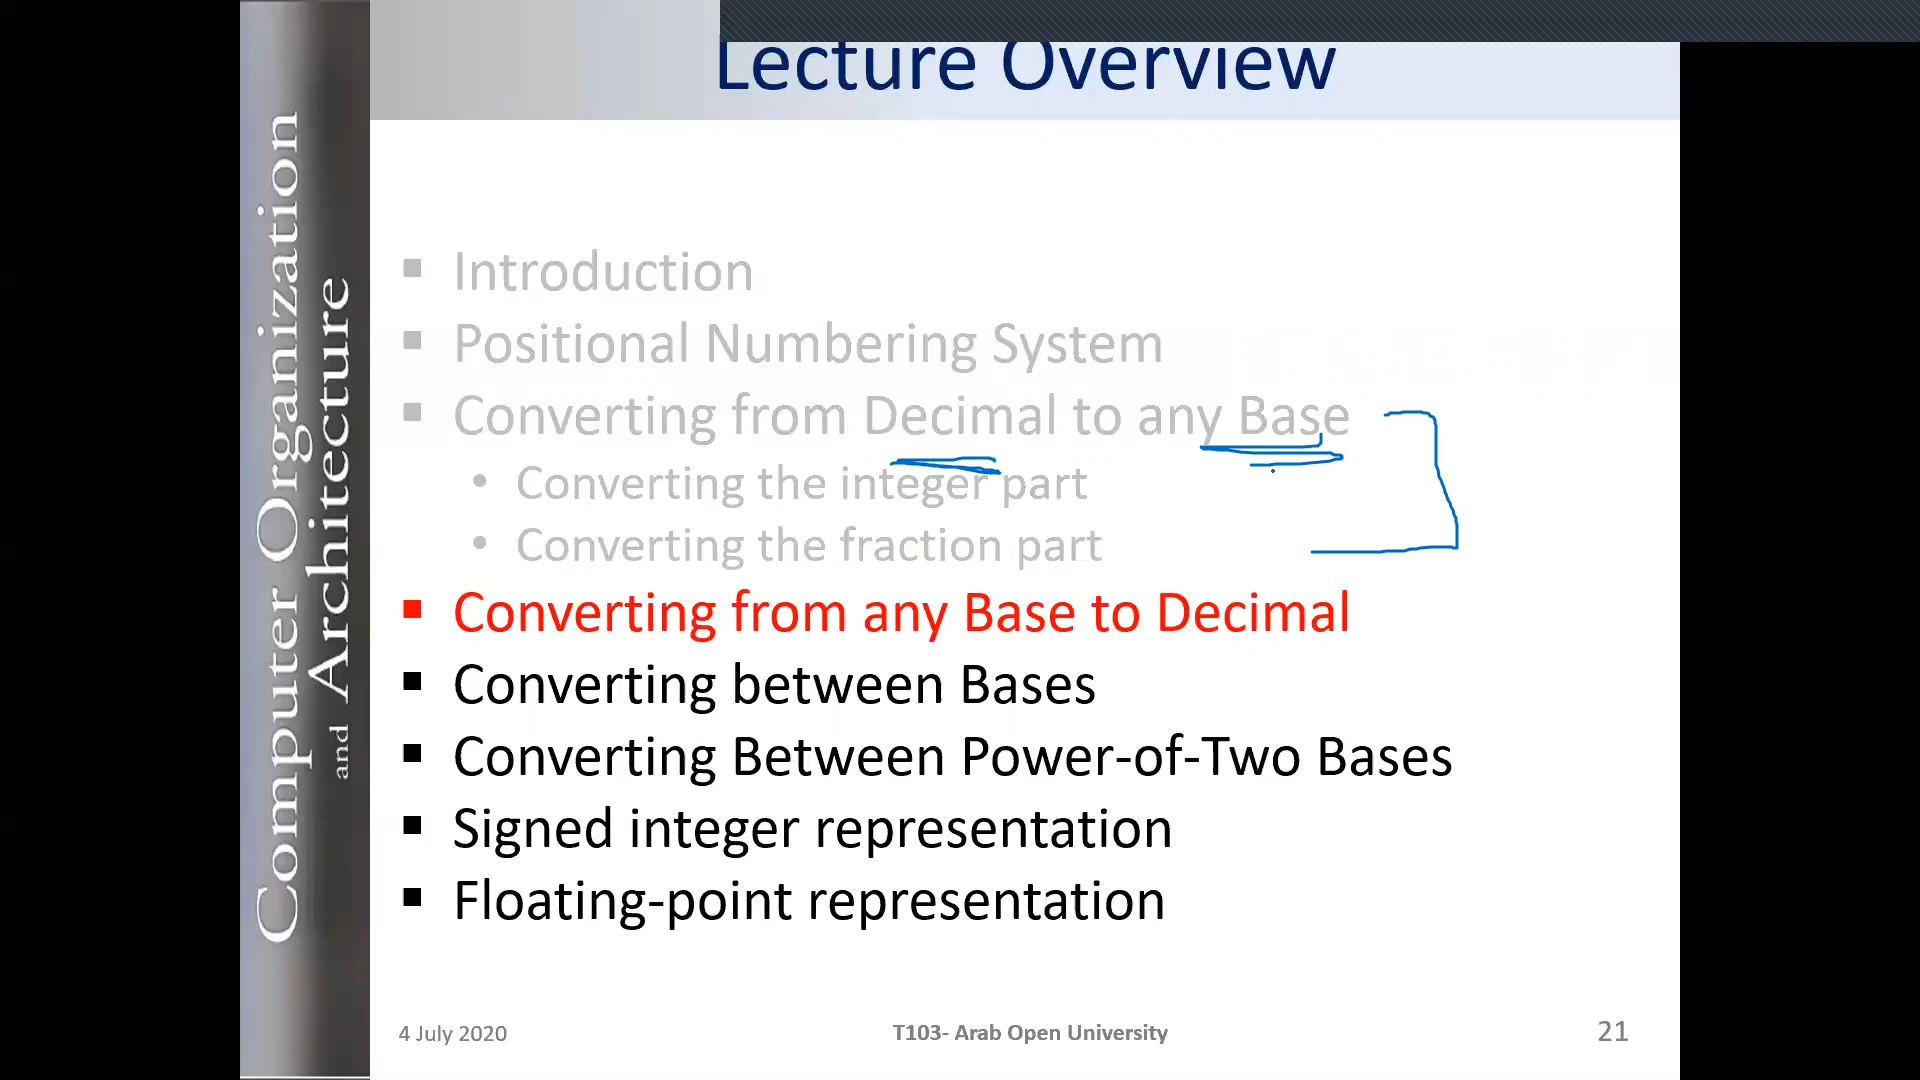 Lecture Overview
Computer Organization
and Architecture
▪ Introduction
▪ Positional Numbering System
▪ Converting from Decimal to any Base
• Converting the integer part
• Converting the fraction part
▪ Converting from any Base to Decimal
▪ Converting between Bases
▪ Converting Between Power-of-Two Bases
▪ Signed integer representation
▪ Floating-point representation
4 July 2020
T103- Arab Open University
21